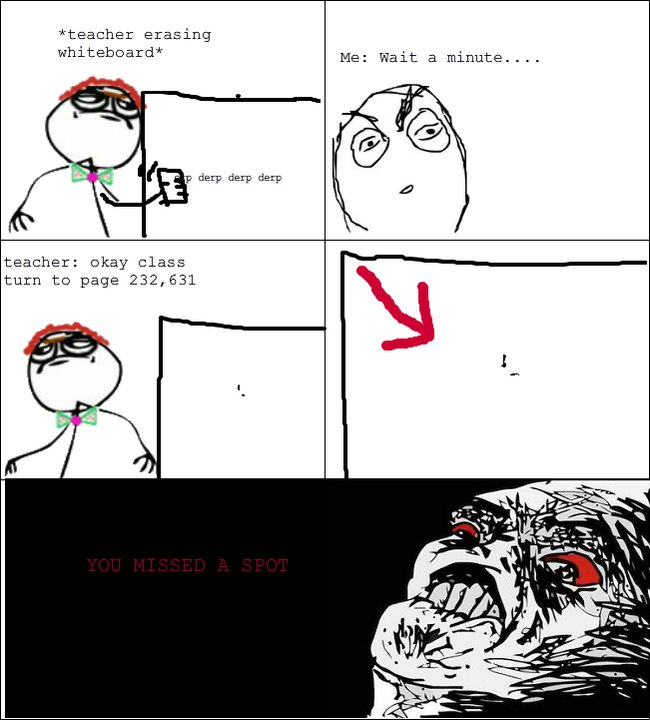 *teacher erasing
whiteboard*
Me: Wait a minute....
derp derp derp
teacher: okay class
turn to page 232,631
YOU MISSED A SPOT